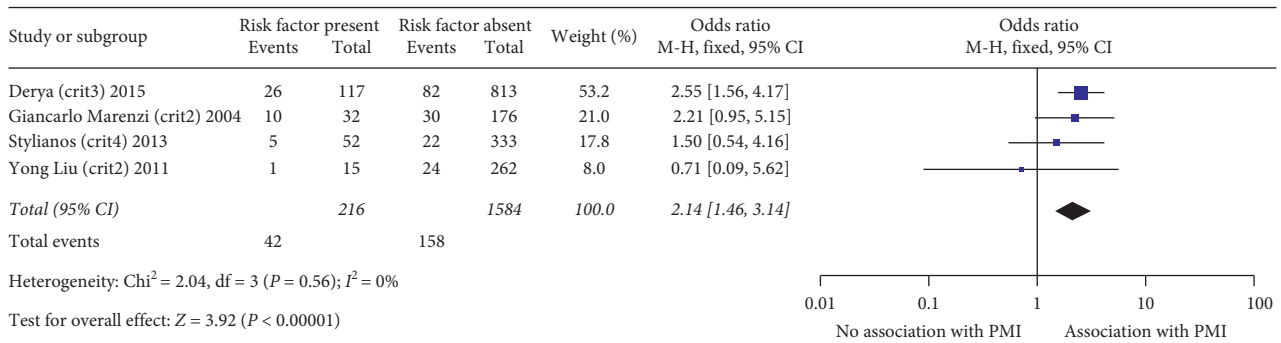 Study or subgroup Risk factor present Risk factor absent Weight (%) Odds ratio Odds ratio
Events Total Events Total M-H, fixed, 95% CI M-H, fixed, 95% CI
Derya (crit3) 2015 26 117 82 813 53.2 2.55 [1.56, 4.17]
Giancarlo Marenzi (crit2) 2004 10 32 30 176 21.0 2.21 [0.95, 5.15]
Stylianos (crit4) 2013 5 52 22 333 17.8 1.50 [0.54, 4.16]
Yong Liu (crit2) 2011 1 15 24 262 8.0 0.71 [0.09, 5.62]
Total (95% CI) 216 1584 100.0 2.14 [1.46, 3.14]
Total events 42 158
Heterogeneity: Chi² = 2.04, df = 3 (P = 0.56); I² = 0%
0.01 0.1 1 10 100
Test for overall effect: Z = 3.92 (P < 0.00001)
No association with PMI Association with PMI